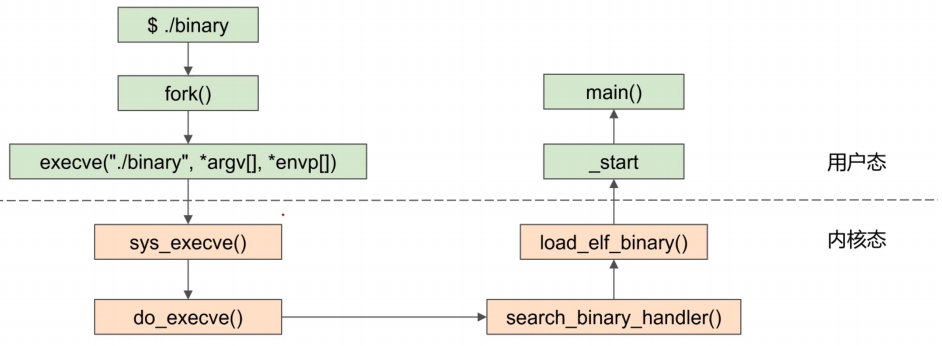 $ ./binary
fork()
execve("./binary", *argv[], *envp[])
sys_execve()
do_execve()
search_binary_handler()
load_elf_binary()
_start
main()
用户态
内核态